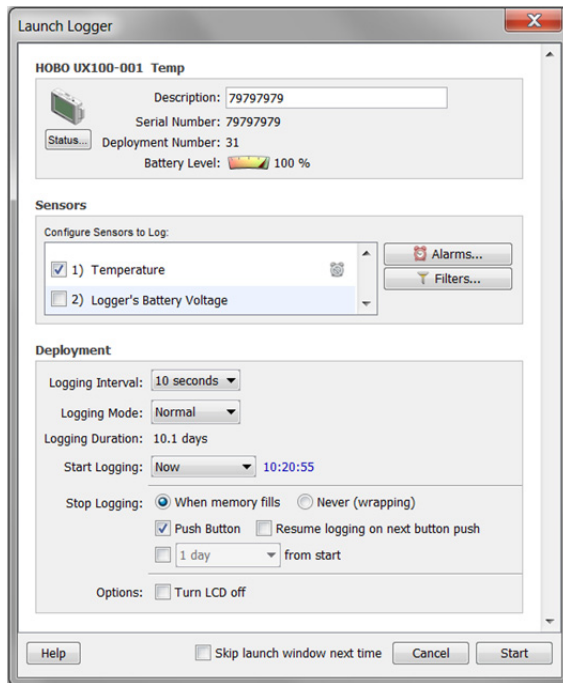 Launch Logger
HOBO UX100-001 Temp
Description: 79797979
Serial Number: 79797979
Status...
Deployment Number: 31
Battery Level: 100 %
Sensors
Configure Sensors to Log:
1) Temperature
2) Logger's Battery Voltage
Alarms...
Filters...
Deployment
Logging Interval: 10 seconds
Logging Mode: Normal
Logging Duration: 10.1 days
Start Logging: Now 10:20:55
Stop Logging: When memory fills Never (wrapping)
Push Button Resume logging on next button push
1 day from start
Options: Turn LCD off
Help Skip launch window next time Cancel Start